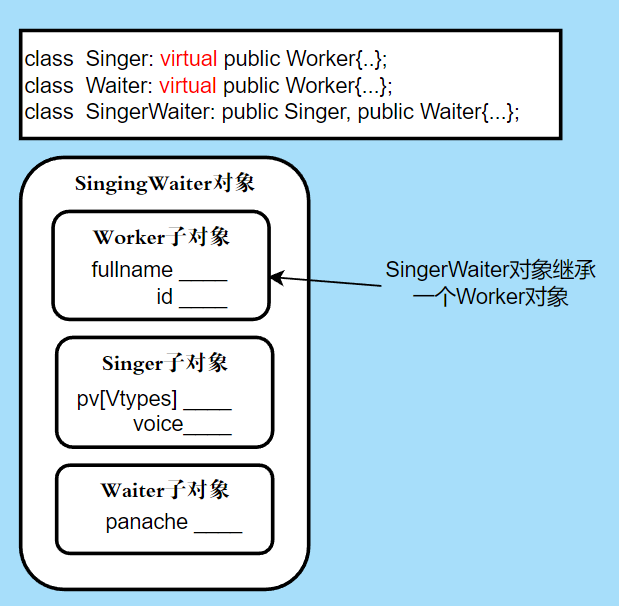 class  Singer: virtual public Worker{..};
class  Waiter: virtual public Worker{...};
class  SingerWaiter: public Singer, public Waiter{...};
SingingWaiter对象
Worker子对象
fullname ____
id ____
SingerWaiter对象继承
一个Worker对象
Singer子对象
pv[Vtypes] ____
voice____
Waiter子对象
panache ____